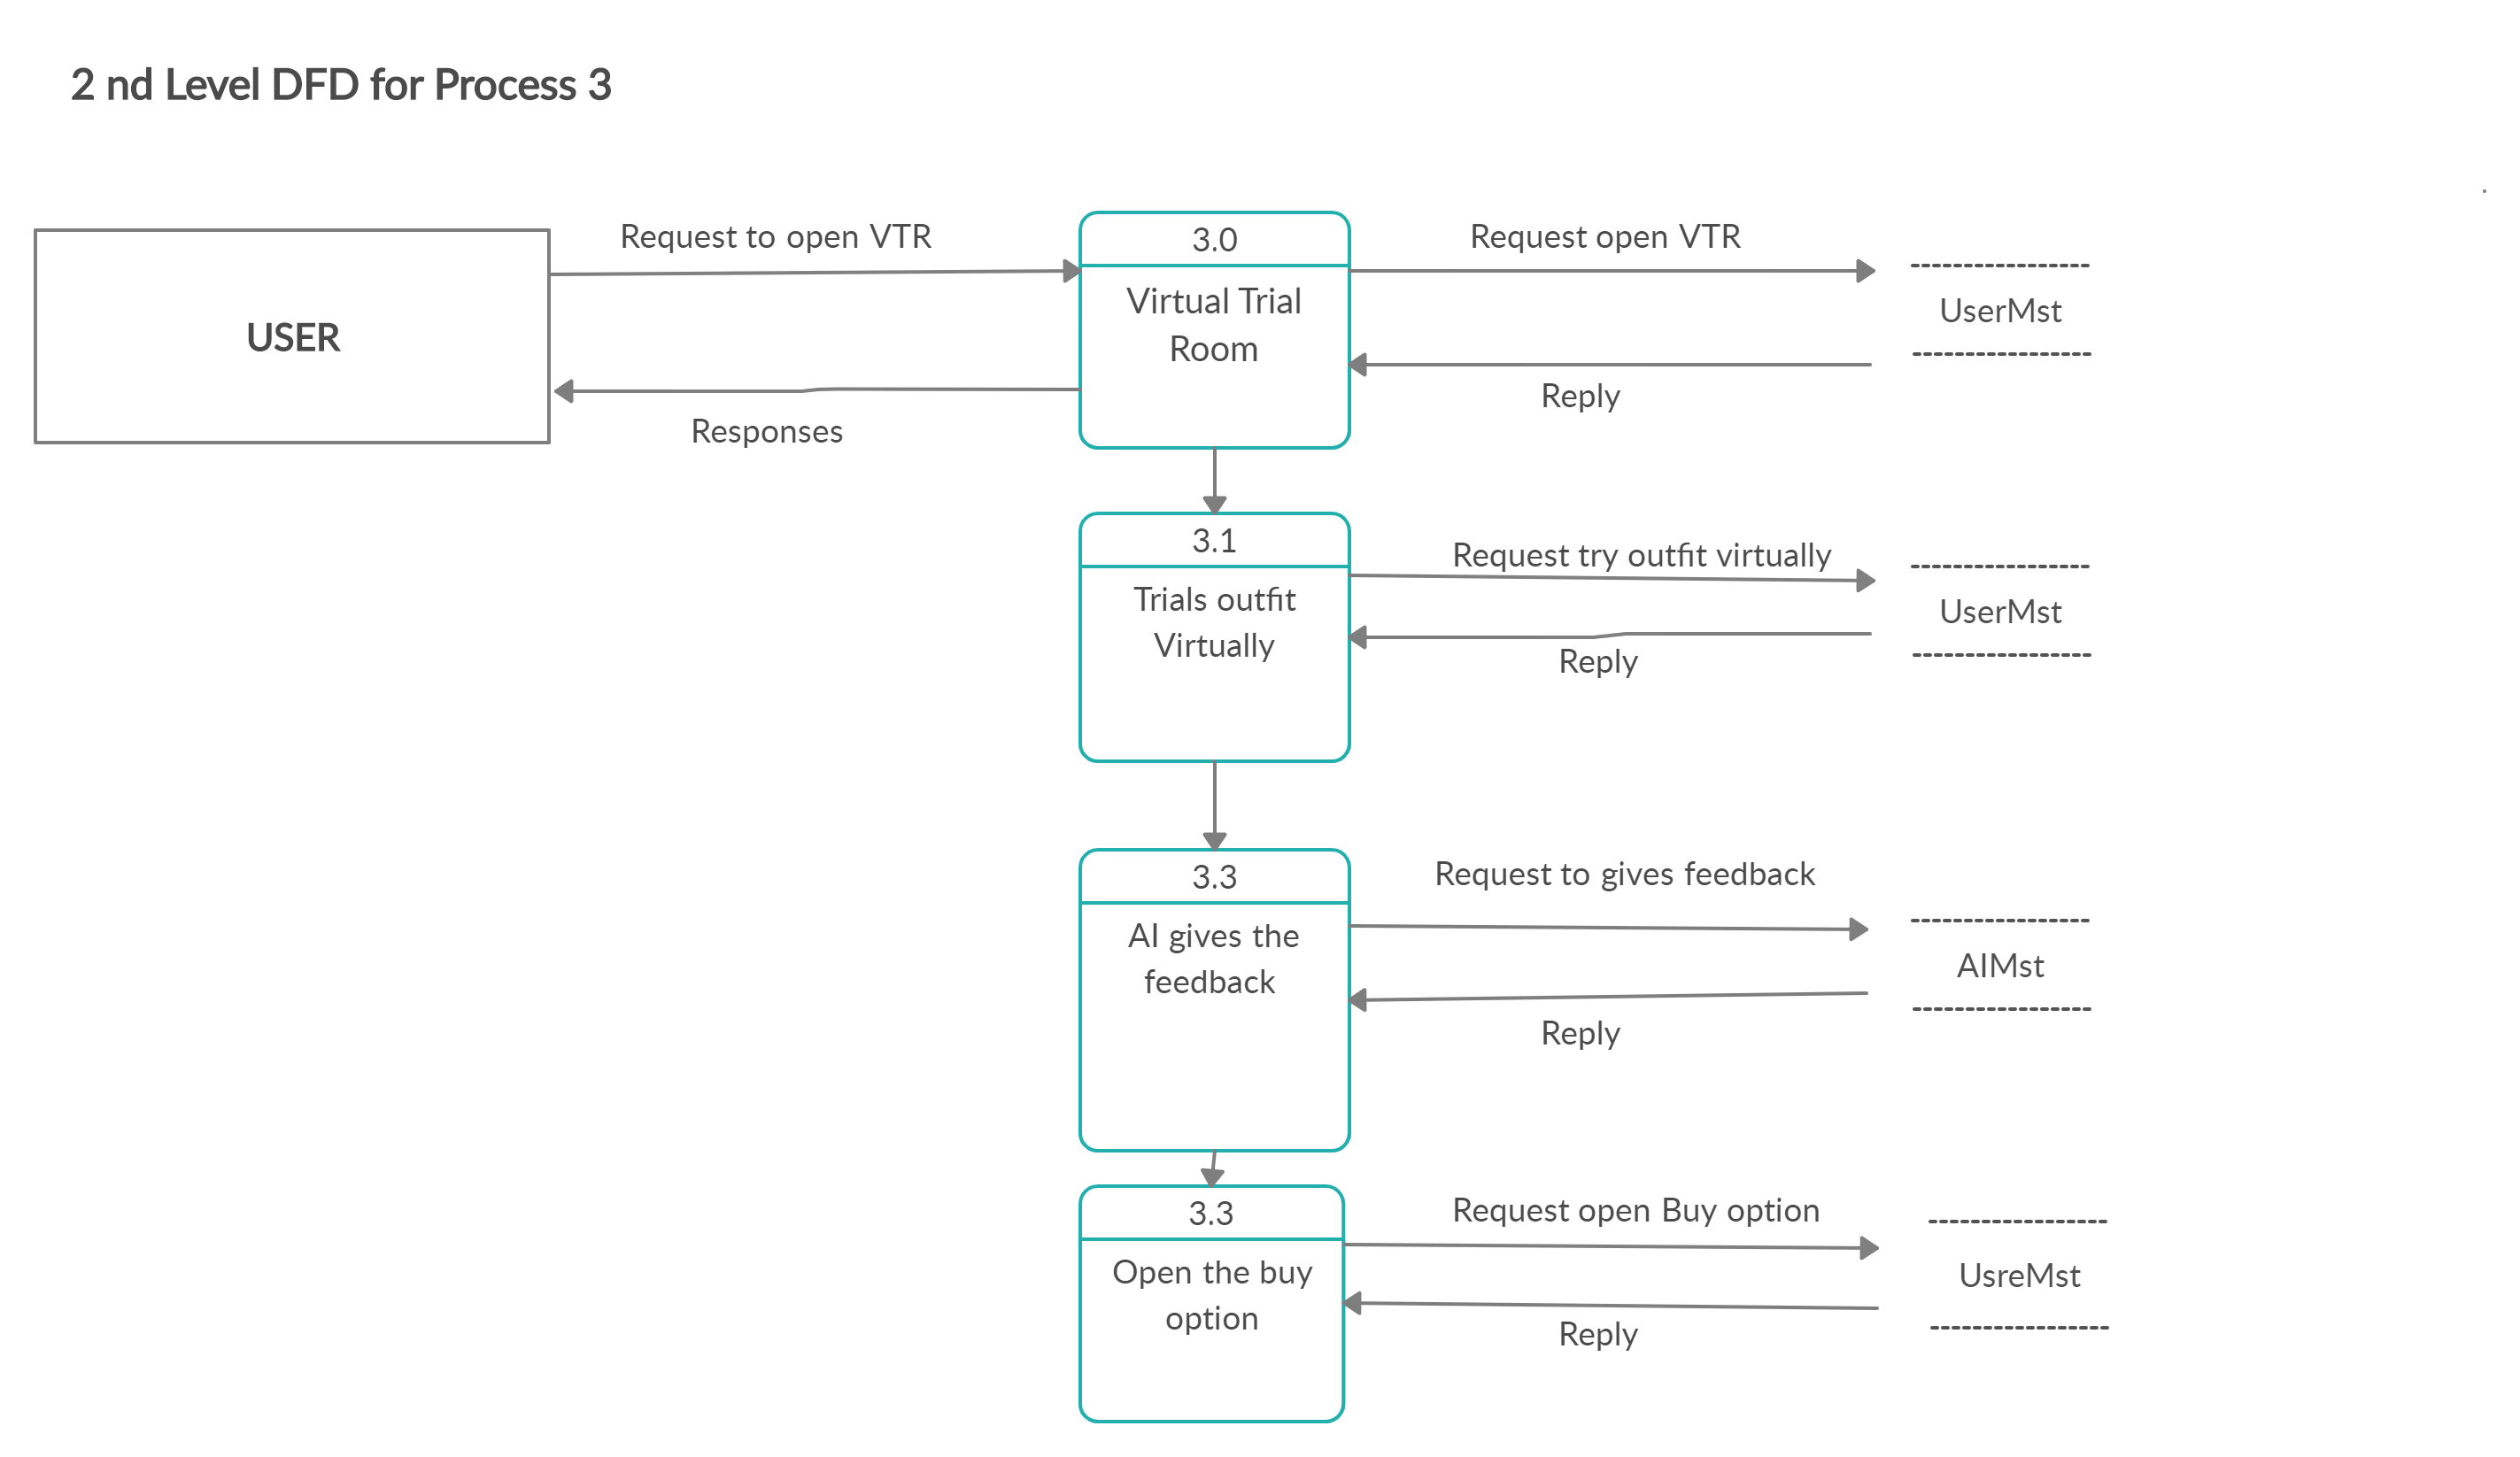 2 nd Level DFD for Process 3
Request to open VTR
3.0
Request open VTR
USER
Virtual Trial
Room
UserMst
Responses
Reply
3.1
Request try outfit virtually
Trials outfit
Virtually
UserMst
Reply
3.3
Request to gives feedback
AI gives the
feedback
AIMst
Reply
3.3
Request open Buy option
Open the buy
option
UsreMst
Reply